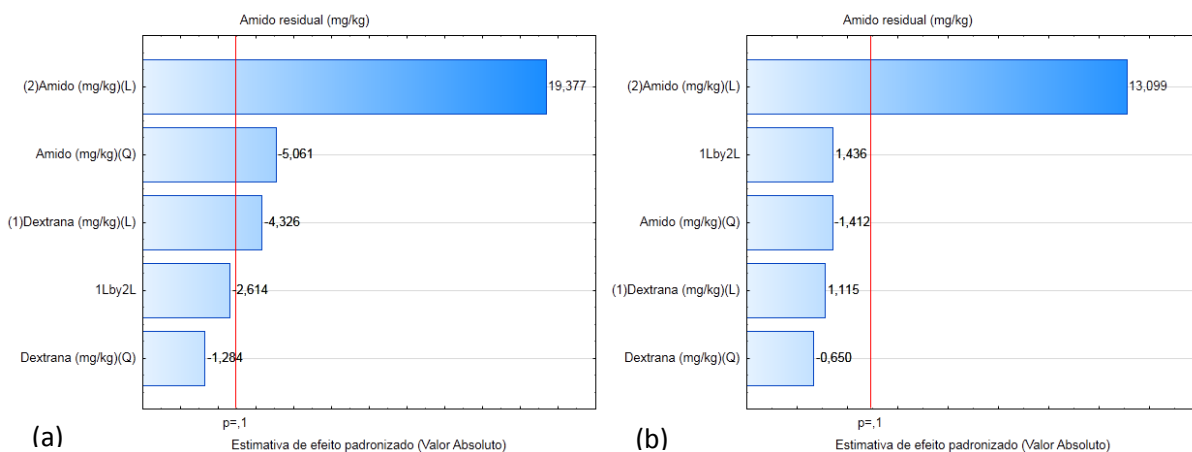 Amido residual (mg/kg)
(2)Amido (mg/kg)(L)
19,377
Amido (mg/kg)(Q)
-5,061
(1)Dextrana (mg/kg)(L)
-4,326
1Lby2L
-2,614
Dextrana (mg/kg)(Q)
-1,284
p=,1
(a)
Estimativa de efeito padronizado (Valor Absoluto)
Amido residual (mg/kg)
(2)Amido (mg/kg)(L)
13,099
1Lby2L
1,436
Amido (mg/kg)(Q)
-1,412
(1)Dextrana (mg/kg)(L)
1,115
Dextrana (mg/kg)(Q)
-0,650
p=,1
(b)
Estimativa de efeito padronizado (Valor Absoluto)